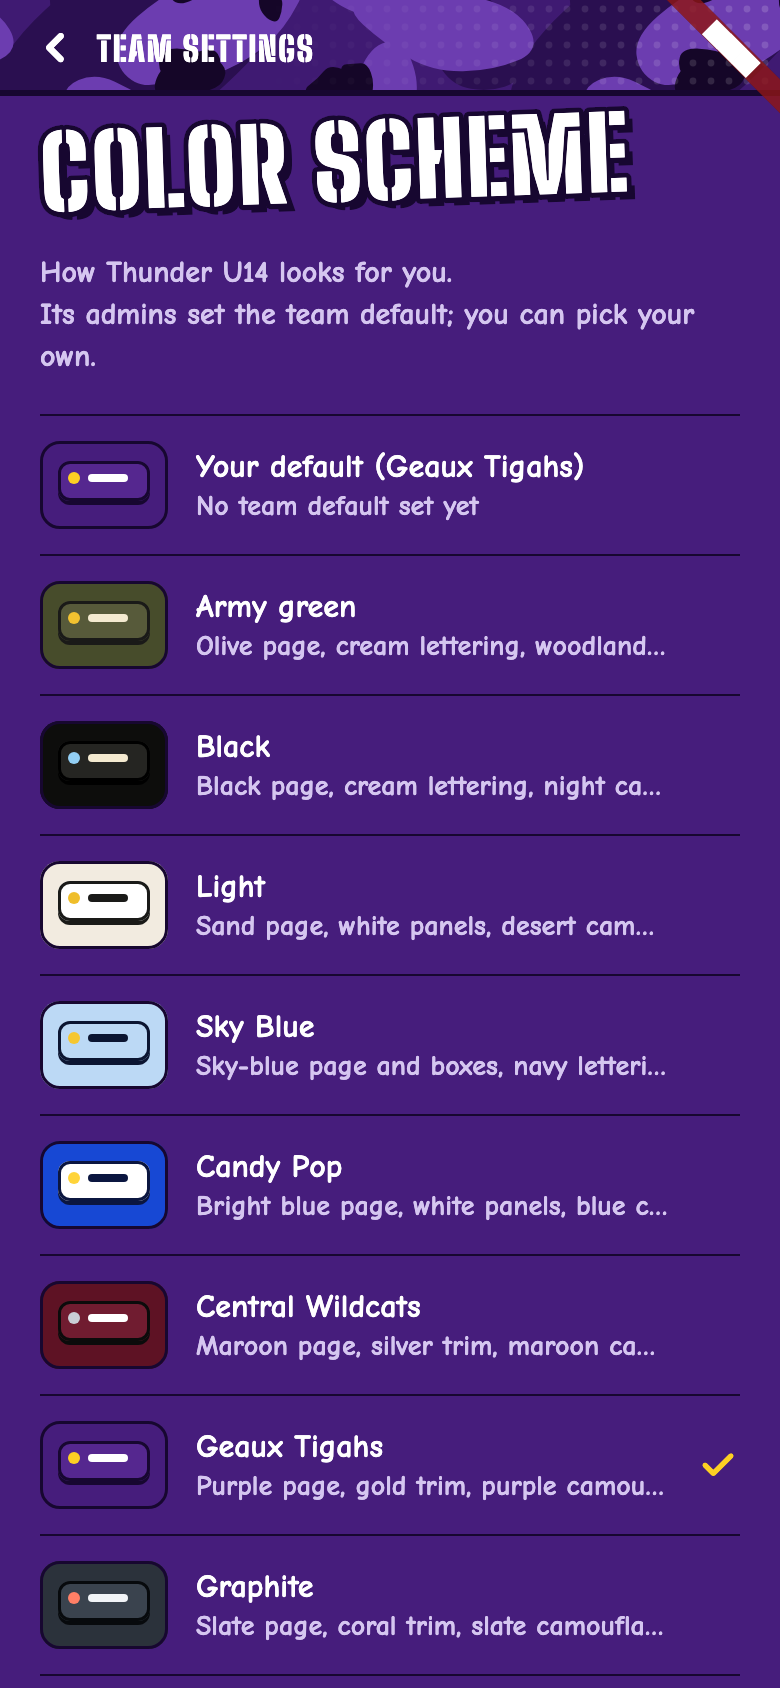 TEAM SETTINGS
COLOR SCHEME
How Thunder U14 looks for you.
Its admins set the team default; you can pick your
own.
Your default (Geaux Tigahs)
No team default set yet
Army green
Olive page, cream lettering, woodland...
Black
Black page, cream lettering, night ca...
Light
Sand page, white panels, desert cam...
Sky Blue
Sky-blue page and boxes, navy letteri...
Candy Pop
Bright blue page, white panels, blue c...
Central Wildcats
Maroon page, silver trim, maroon ca...
Geaux Tigahs
Purple page, gold trim, purple camou...
Graphite
Slate page, coral trim, slate camoufla...